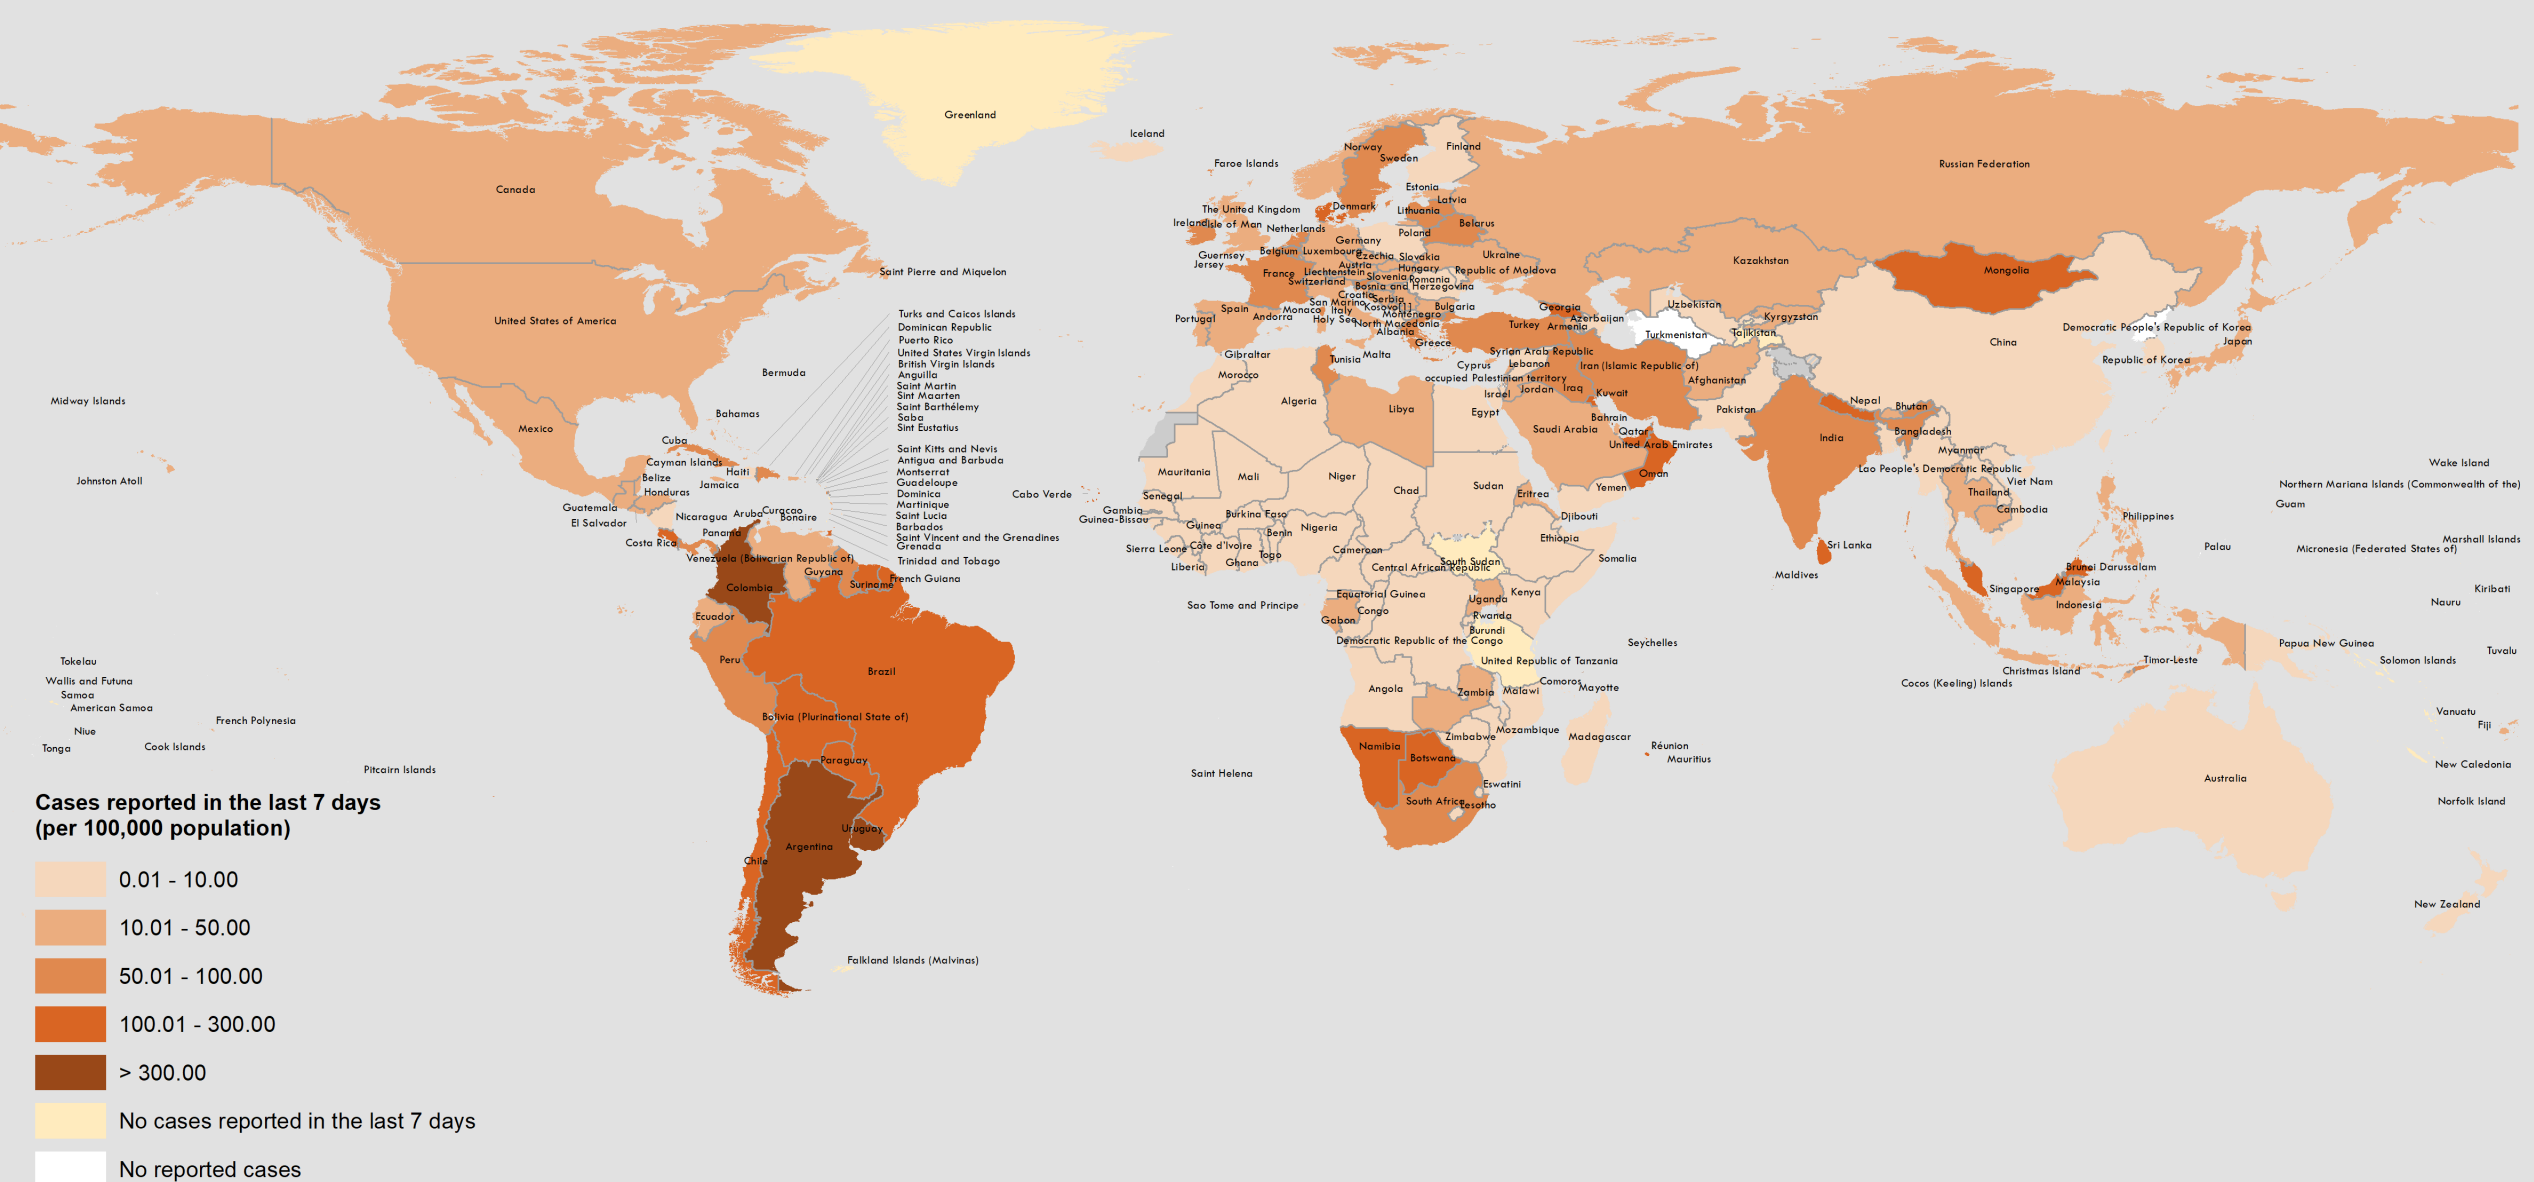 Greenland
Iceland
Canada
Faroe Islands
Norway
Sweden
Finland
Russian Federation
Estonia
Latvia
Lithuania
Denmark
The United Kingdom
Ireland
Isle of Man
Netherlands
Belarus
Poland
Germany
Belgium
Luxembourg
Guernsey
Jersey
Czechia
Slovakia
Ukraine
Austria
Hungary
Republic of Moldova
France
Liechtenstein
Switzerland
Slovenia
Romania
Bosnia and Herzegovina
Croatia
Serbia
San Marino
Kosovo[1]
Monaco
Italy
Montenegro
Bulgaria
Holy See
North Macedonia
Albania
Greece
Spain
Andorra
Portugal
Gibraltar
Malta
Tunisia
Turkey
Georgia
Armenia
Azerbaijan
Kazakhstan
Uzbekistan
Kyrgyzstan
Tajikistan
Turkmenistan
Mongolia
China
Democratic People's Republic of Korea
Japan
Republic of Korea
Saint Pierre and Miquelon
United States of America
Bermuda
Bahamas
Mexico
Midway Islands
Johnston Atoll
Turks and Caicos Islands
Dominican Republic
Puerto Rico
United States Virgin Islands
British Virgin Islands
Anguilla
Saint Martin
Sint Maarten
Saint Barthélemy
Saba
Sint Eustatius
Saint Kitts and Nevis
Antigua and Barbuda
Montserrat
Guadeloupe
Dominica
Martinique
Saint Lucia
Barbados
Saint Vincent and the Grenadines
Grenada
Trinidad and Tobago
Cuba
Cayman Islands
Haiti
Jamaica
Belize
Honduras
Guatemala
El Salvador
Nicaragua
Aruba
Curaçao
Bonaire
Costa Rica
Panama
Venezuela (Bolivarian Republic of)
Guyana
Suriname
French Guiana
Colombia
Ecuador
Peru
Brazil
Bolivia (Plurinational State of)
Paraguay
Uruguay
Argentina
Chile
Falkland Islands (Malvinas)
Cabo Verde
Morocco
Algeria
Libya
Egypt
Mauritania
Mali
Niger
Chad
Sudan
Eritrea
Yemen
Djibouti
Senegal
Gambia
Guinea-Bissau
Guinea
Burkina Faso
Benin
Nigeria
Sierra Leone
Côte d'Ivoire
Liberia
Ghana
Togo
Cameroon
Central African Republic
South Sudan
Ethiopia
Somalia
Sao Tome and Principe
Equatorial Guinea
Congo
Gabon
Democratic Republic of the Congo
Uganda
Kenya
Rwanda
Burundi
United Republic of Tanzania
Seychelles
Angola
Zambia
Malawi
Comoros
Mayotte
Namibia
Botswana
Zimbabwe
Mozambique
Madagascar
Réunion
Mauritius
Saint Helena
South Africa
Eswatini
Lesotho
Cyprus
Syrian Arab Republic
Lebanon
occupied Palestinian territory
Israel
Jordan
Iraq
Iran (Islamic Republic of)
Kuwait
Bahrain
Qatar
Saudi Arabia
United Arab Emirates
Oman
Afghanistan
Pakistan
Nepal
Bhutan
India
Bangladesh
Myanmar
Lao People's Democratic Republic
Viet Nam
Thailand
Cambodia
Sri Lanka
Maldives
Philippines
Brunei Darussalam
Malaysia
Singapore
Indonesia
Timor-Leste
Christmas Island
Cocos (Keeling) Islands
Wake Island
Northern Mariana Islands (Commonwealth of the)
Guam
Marshall Islands
Palau
Micronesia (Federated States of)
Kiribati
Nauru
Papua New Guinea
Solomon Islands
Tuvalu
Vanuatu
Fiji
New Caledonia
Norfolk Island
Australia
New Zealand
Tokelau
Wallis and Futuna
Samoa
American Samoa
Niue
Tonga
Cook Islands
French Polynesia
Pitcairn Islands
Cases reported in the last 7 days
(per 100,000 population)
0.01 - 10.00
10.01 - 50.00
50.01 - 100.00
100.01 - 300.00
> 300.00
No cases reported in the last 7 days
No reported cases